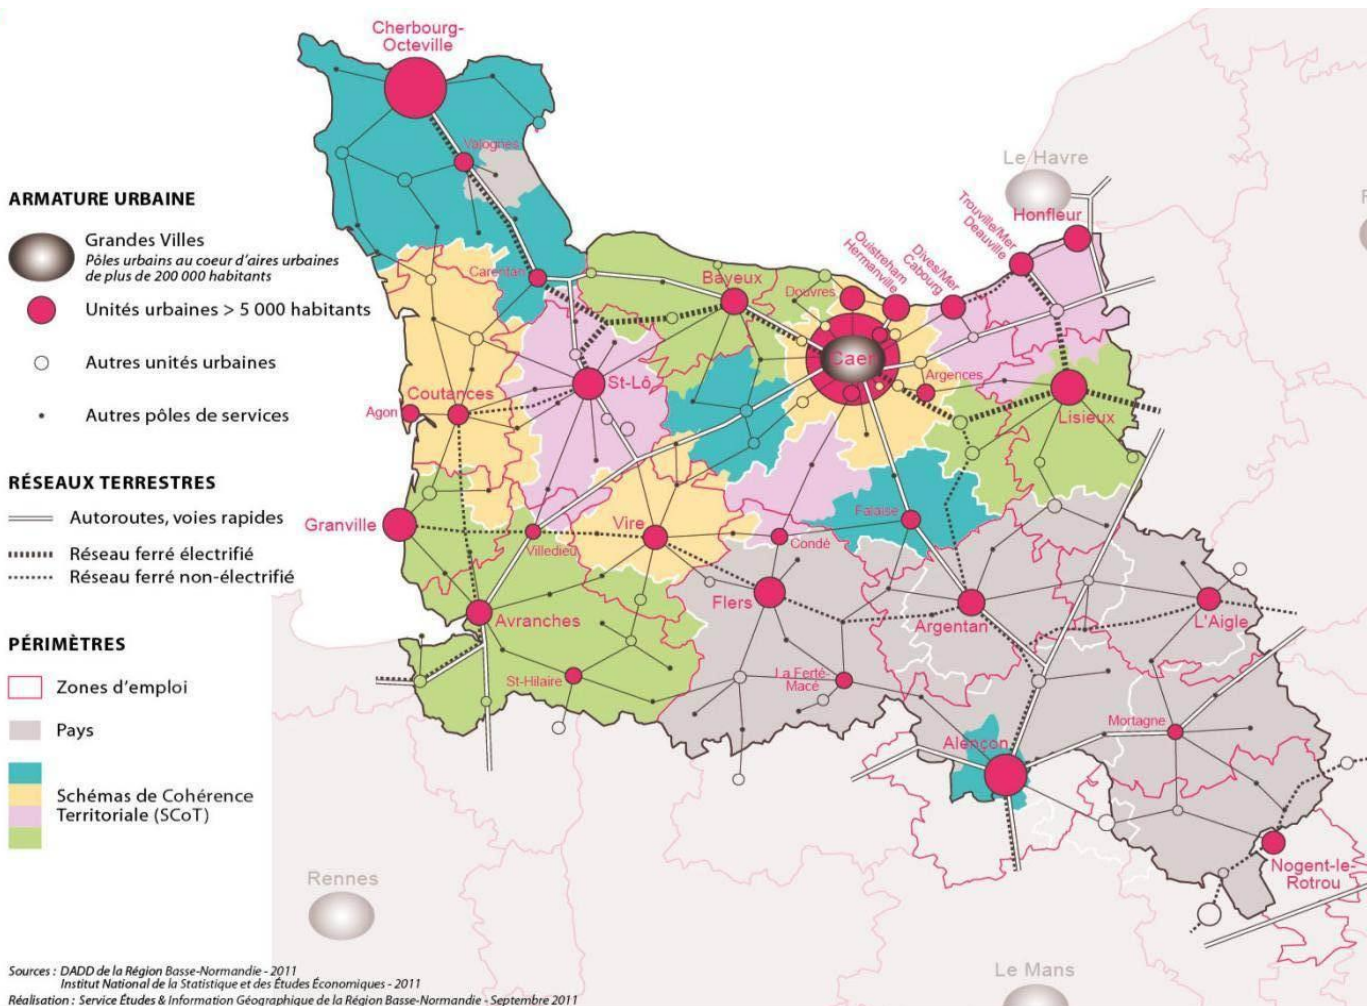 ARMATURE URBAINE
Grandes Villes
Pôles urbains au coeur d'aires urbaines
de plus de 200 000 habitants
Unités urbaines > 5 000 habitants
Autres unités urbaines
Autres pôles de services
RÉSEAUX TERRESTRES
Autoroutes, voies rapides
Réseau ferré électrifié
Réseau ferré non-électrifié
PÉRIMÈTRES
Zones d'emploi
Pays
Schémas de Cohérence
Territoriale (SCoT)
Cherbourg-
Octeville
Valognes
Carentan
Bayeux
Douvres
Ouistreham
Hermanville
Dives/Mer
Cabourg
Trouville/Mer
Deauville
Le Havre
Honfleur
Caen
Argences
Lisieux
St-Lô
Coutances
Agon
Granville
Villedieu
Vire
Condé
Falaise
Flers
Argentan
L'Aigle
Avranches
St-Hilaire
La Ferté-
Macé
Alençon
Mortagne
Nogent-le-
Rotrou
Rennes
Le Mans
Sources : DADD de la Région Basse-Normandie - 2011
Institut National de la Statistique et des Études Économiques - 2011
Réalisation : Service Études & Information Géographique de la Région Basse-Normandie - Septembre 2011